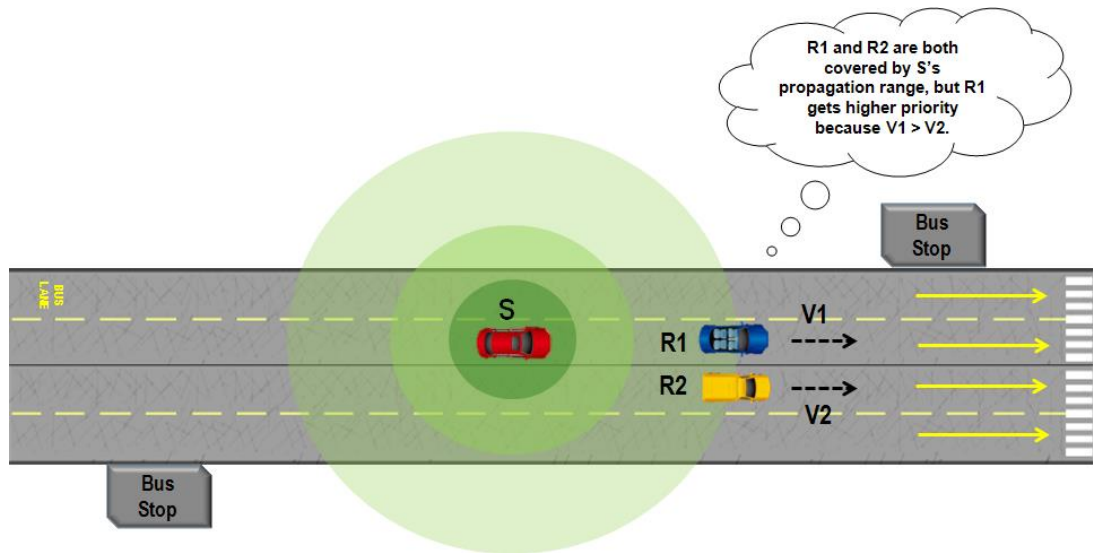 R1 and R2 are both
covered by S's
propagation range, but R1
gets higher priority
because V1 > V2.
Bus
Stop
BUS
LANE
S
V1
R1
R2
V2
Bus
Stop